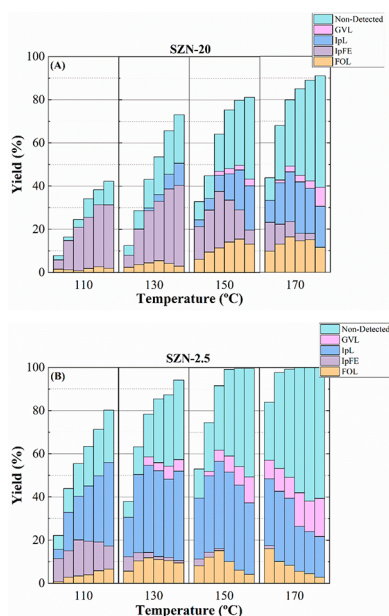 SZN-20
Non-Detected
GVL
IpL
IpFE
FOL
(A)
100
80
60
40
20
0
Yield (%)
110 130 150 170
Temperature (ºC)
SZN-2.5
Non-Detected
GVL
IpL
IpFE
FOL
(B)
100
80
60
40
20
0
Yield (%)
110 130 150 170
Temperature (ºC)